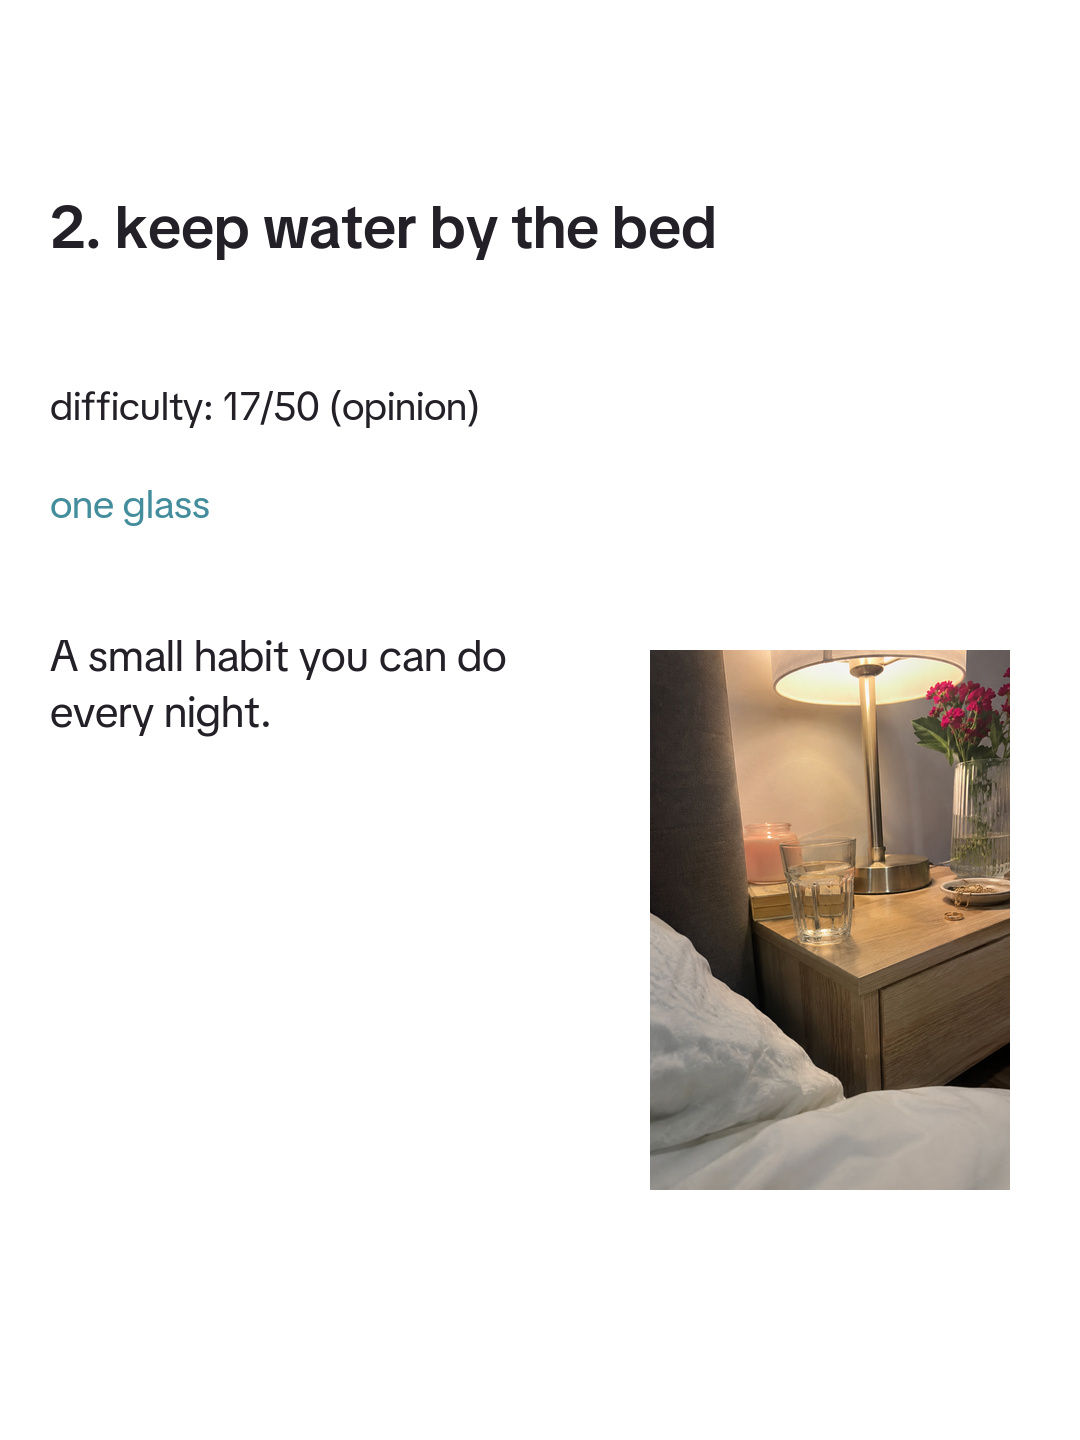 2. keep water by the bed
difficulty: 17/50 (opinion)
one glass
A small habit you can do
every night.